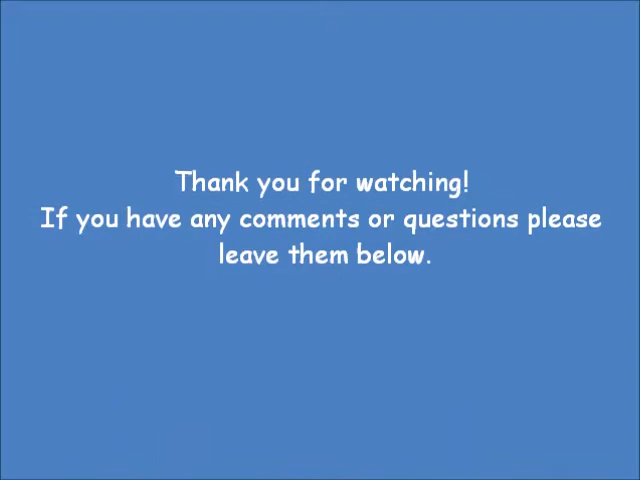 Thank you for watching!
If you have any comments or questions please
leave them below.